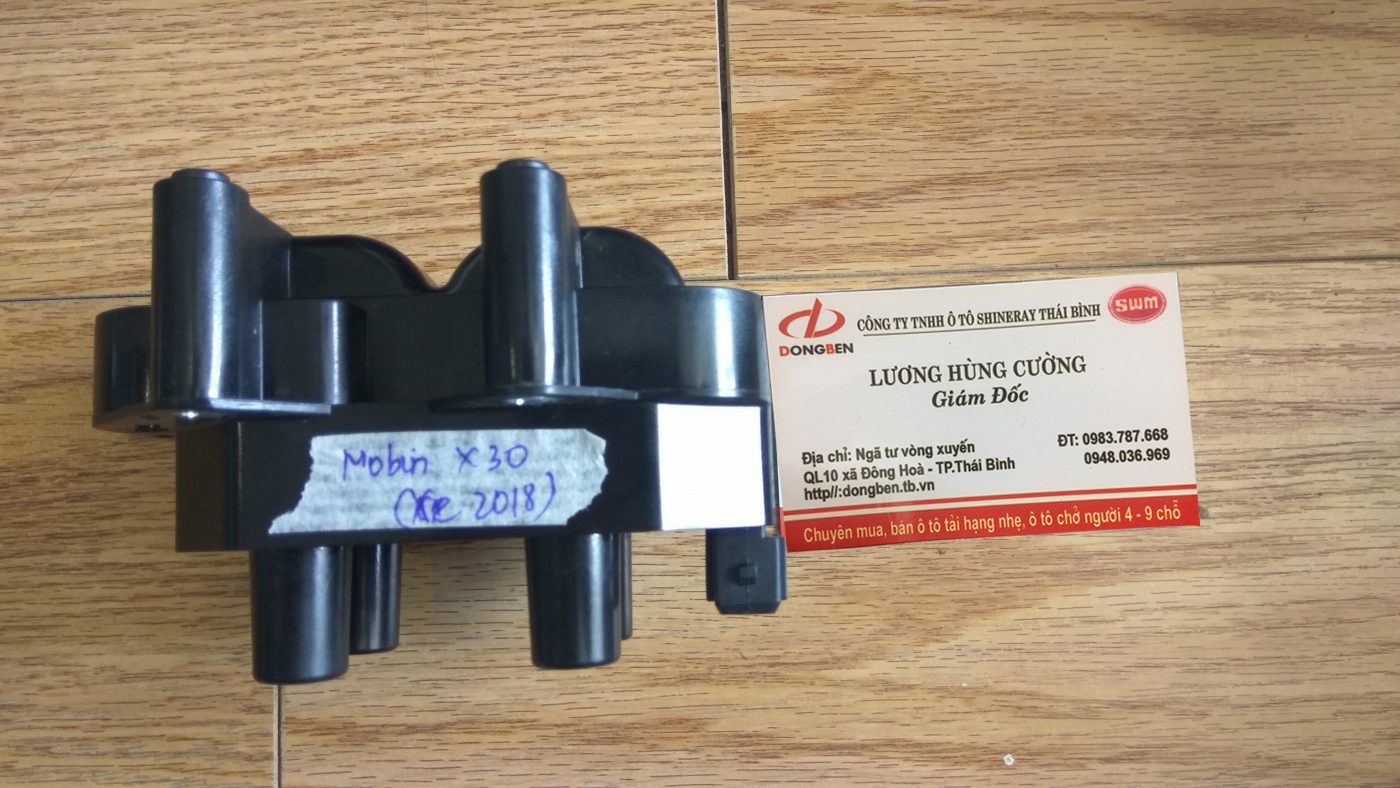 Mobin X30
(Xe 2018)
DONGBEN
CÔNG TY TNHH Ô TÔ SHINERAY THÁI BÌNH
SWM
LƯƠNG HÙNG CƯỜNG
Giám Đốc
Địa chỉ: Ngã tư vòng xuyến
QL10 xã Đông Hoà - TP.Thái Bình
http//:dongben.tb.vn
ĐT: 0983.787.668
0948.036.969
Chuyên mua, bán ô tô tải hạng nhẹ, ô tô chở người 4 - 9 chỗ